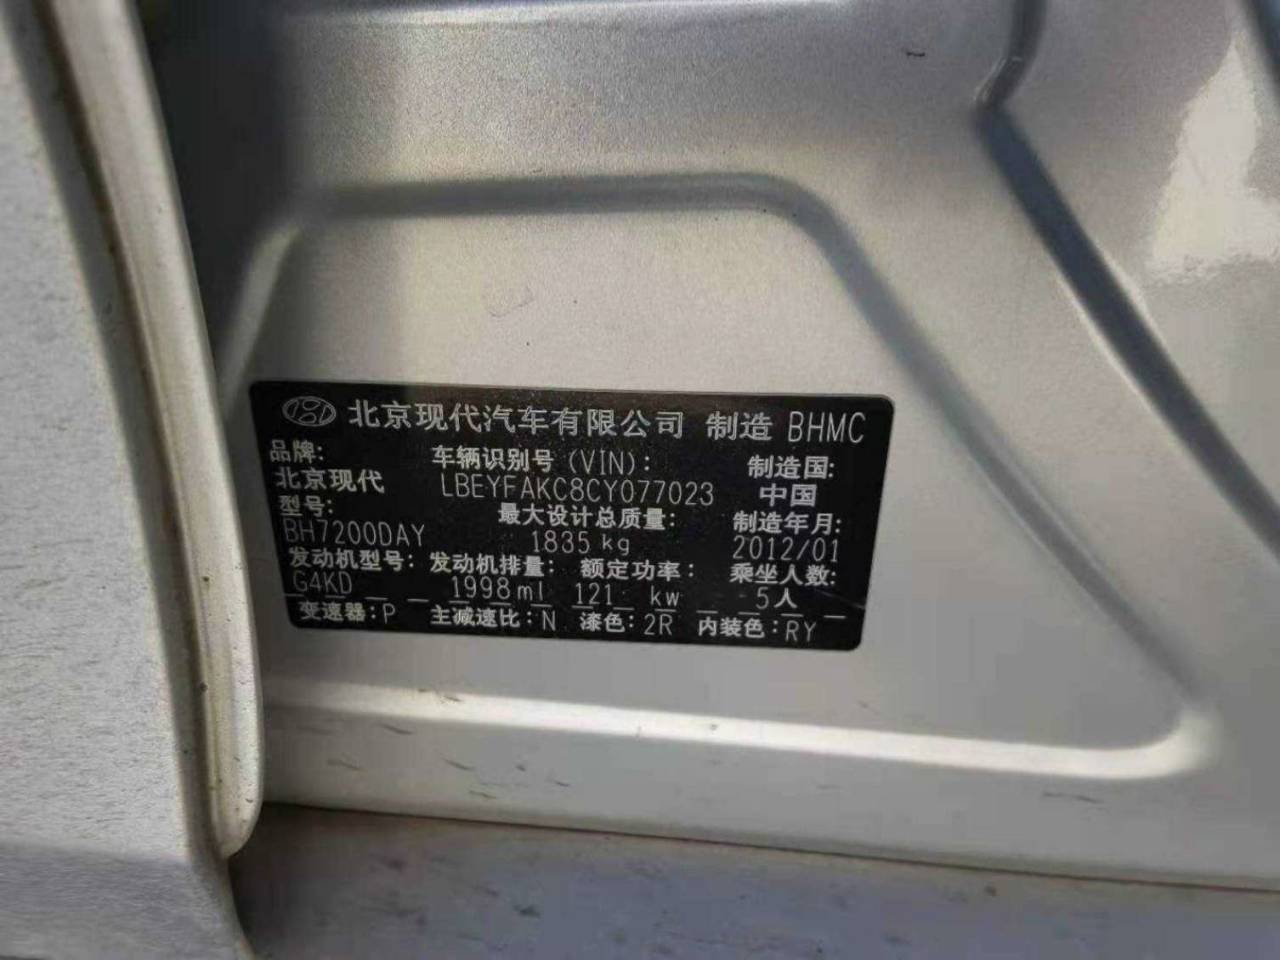 北京现代汽车有限公司 制造 BHMC
品牌: 车辆识别号(VIN): 制造国:
北京现代 LBEYFAKC8CY077023 中国
型号: 最大设计总质量: 制造年月:
BH7200DAY 1835 kg 2012/01
发动机型号: 发动机排量: 额定功率: 乘坐人数:
G4KD 1998ml 121 kw 5人
变速器:P 主减速比:N 漆色:2R 内装色:RY